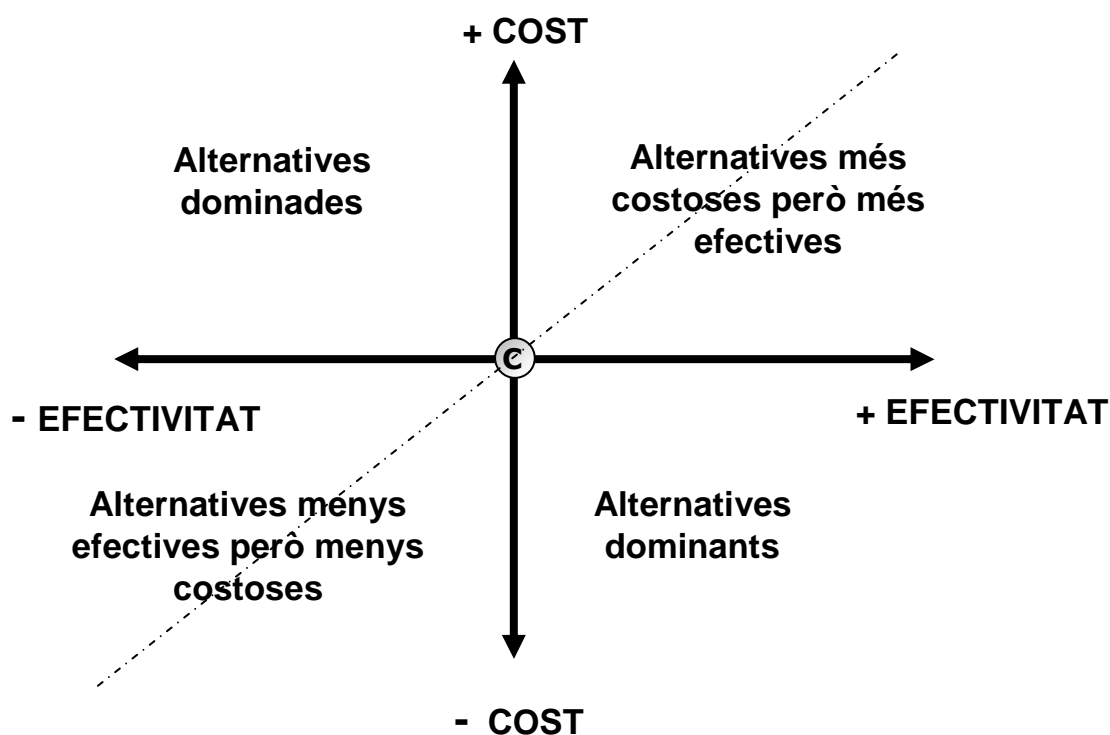 + COST
Alternatives
dominades
Alternatives més
costoses però més
efectives
C
- EFECTIVITAT
+ EFECTIVITAT
Alternatives menys
efectives però menys
costoses
Alternatives
dominants
- COST